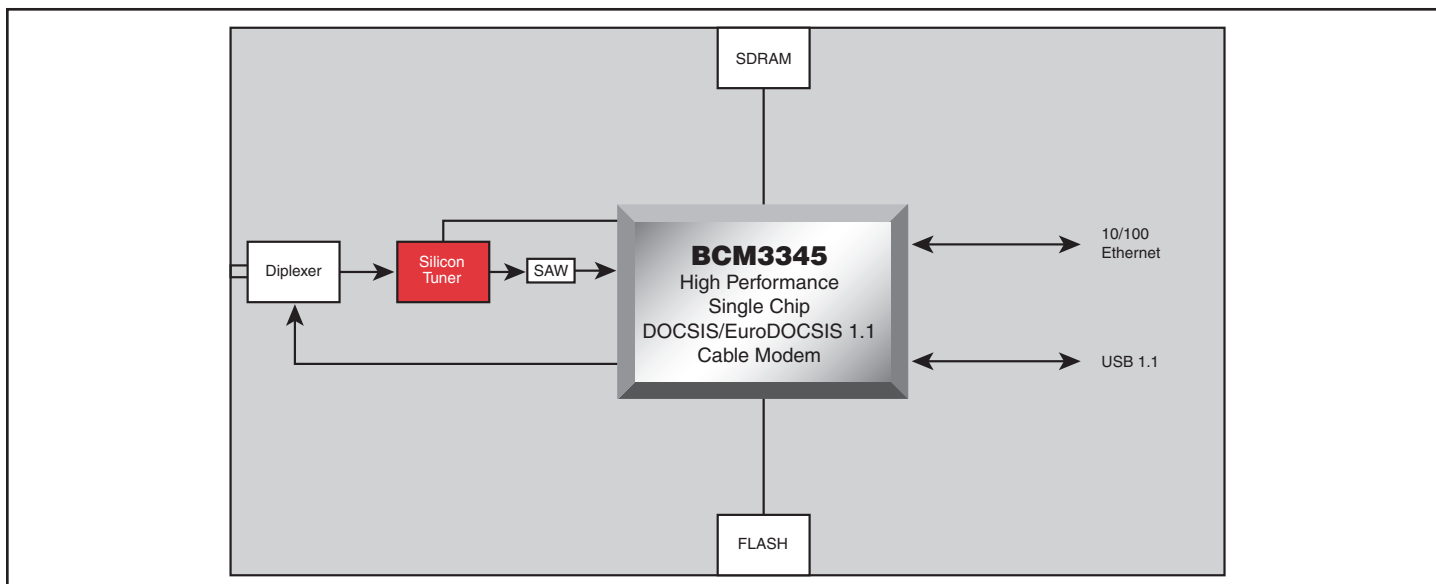 SDRAM
Diplexer
Silicon
Tuner
SAW
BCM3345
High Performance
Single Chip
DOCSIS/EuroDOCSIS 1.1
Cable Modem
10/100
Ethernet
USB 1.1
FLASH